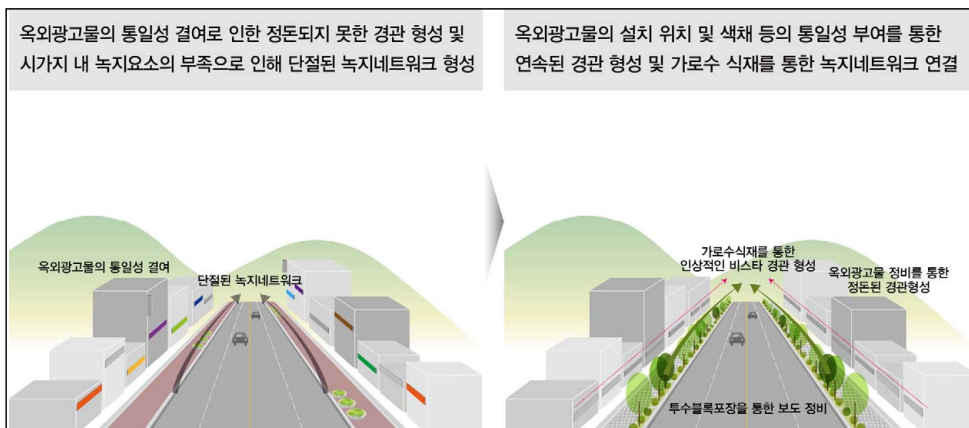 옥외광고물의 통일성 결여로 인한 정돈되지 못한 경관 형성 및
시가지 내 녹지요소의 부족으로 인해 단절된 녹지네트워크 형성
옥외광고물의 설치 위치 및 색채 등의 통일성 부여를 통한
연속된 경관 형성 및 가로수 식재를 통한 녹지네트워크 연결
옥외광고물의 통일성 결여
단절된 녹지네트워크
가로수식재를 통한
인상적인 비스타 경관 형성
옥외광고물 정비를 통한
정돈된 경관형성
투수블록포장을 통한 보도 정비